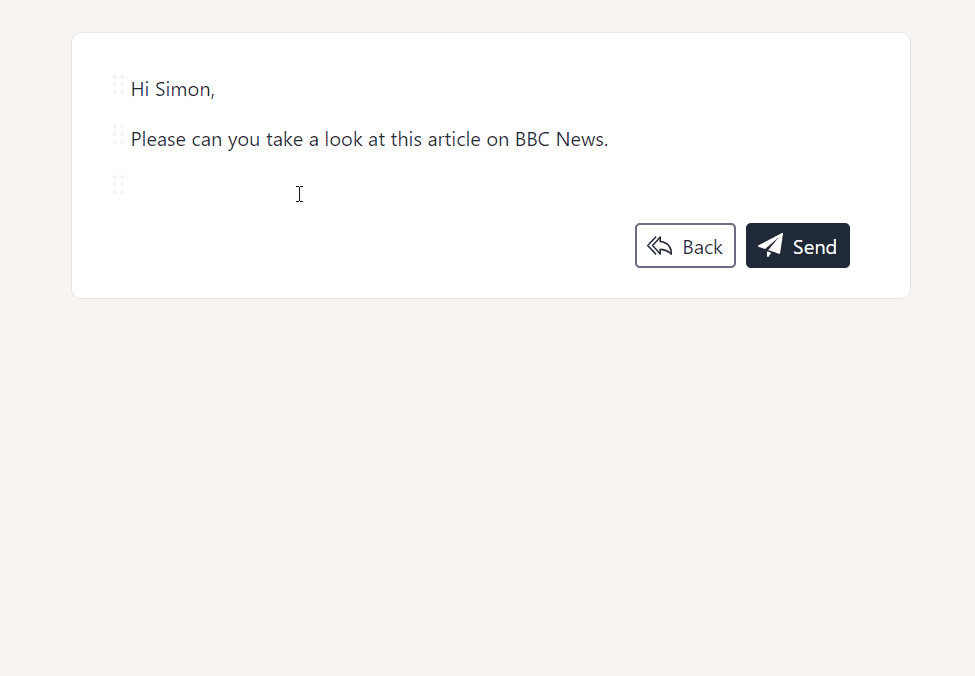 Hi Simon,
Please can you take a look at this article on BBC News.
Back
Send